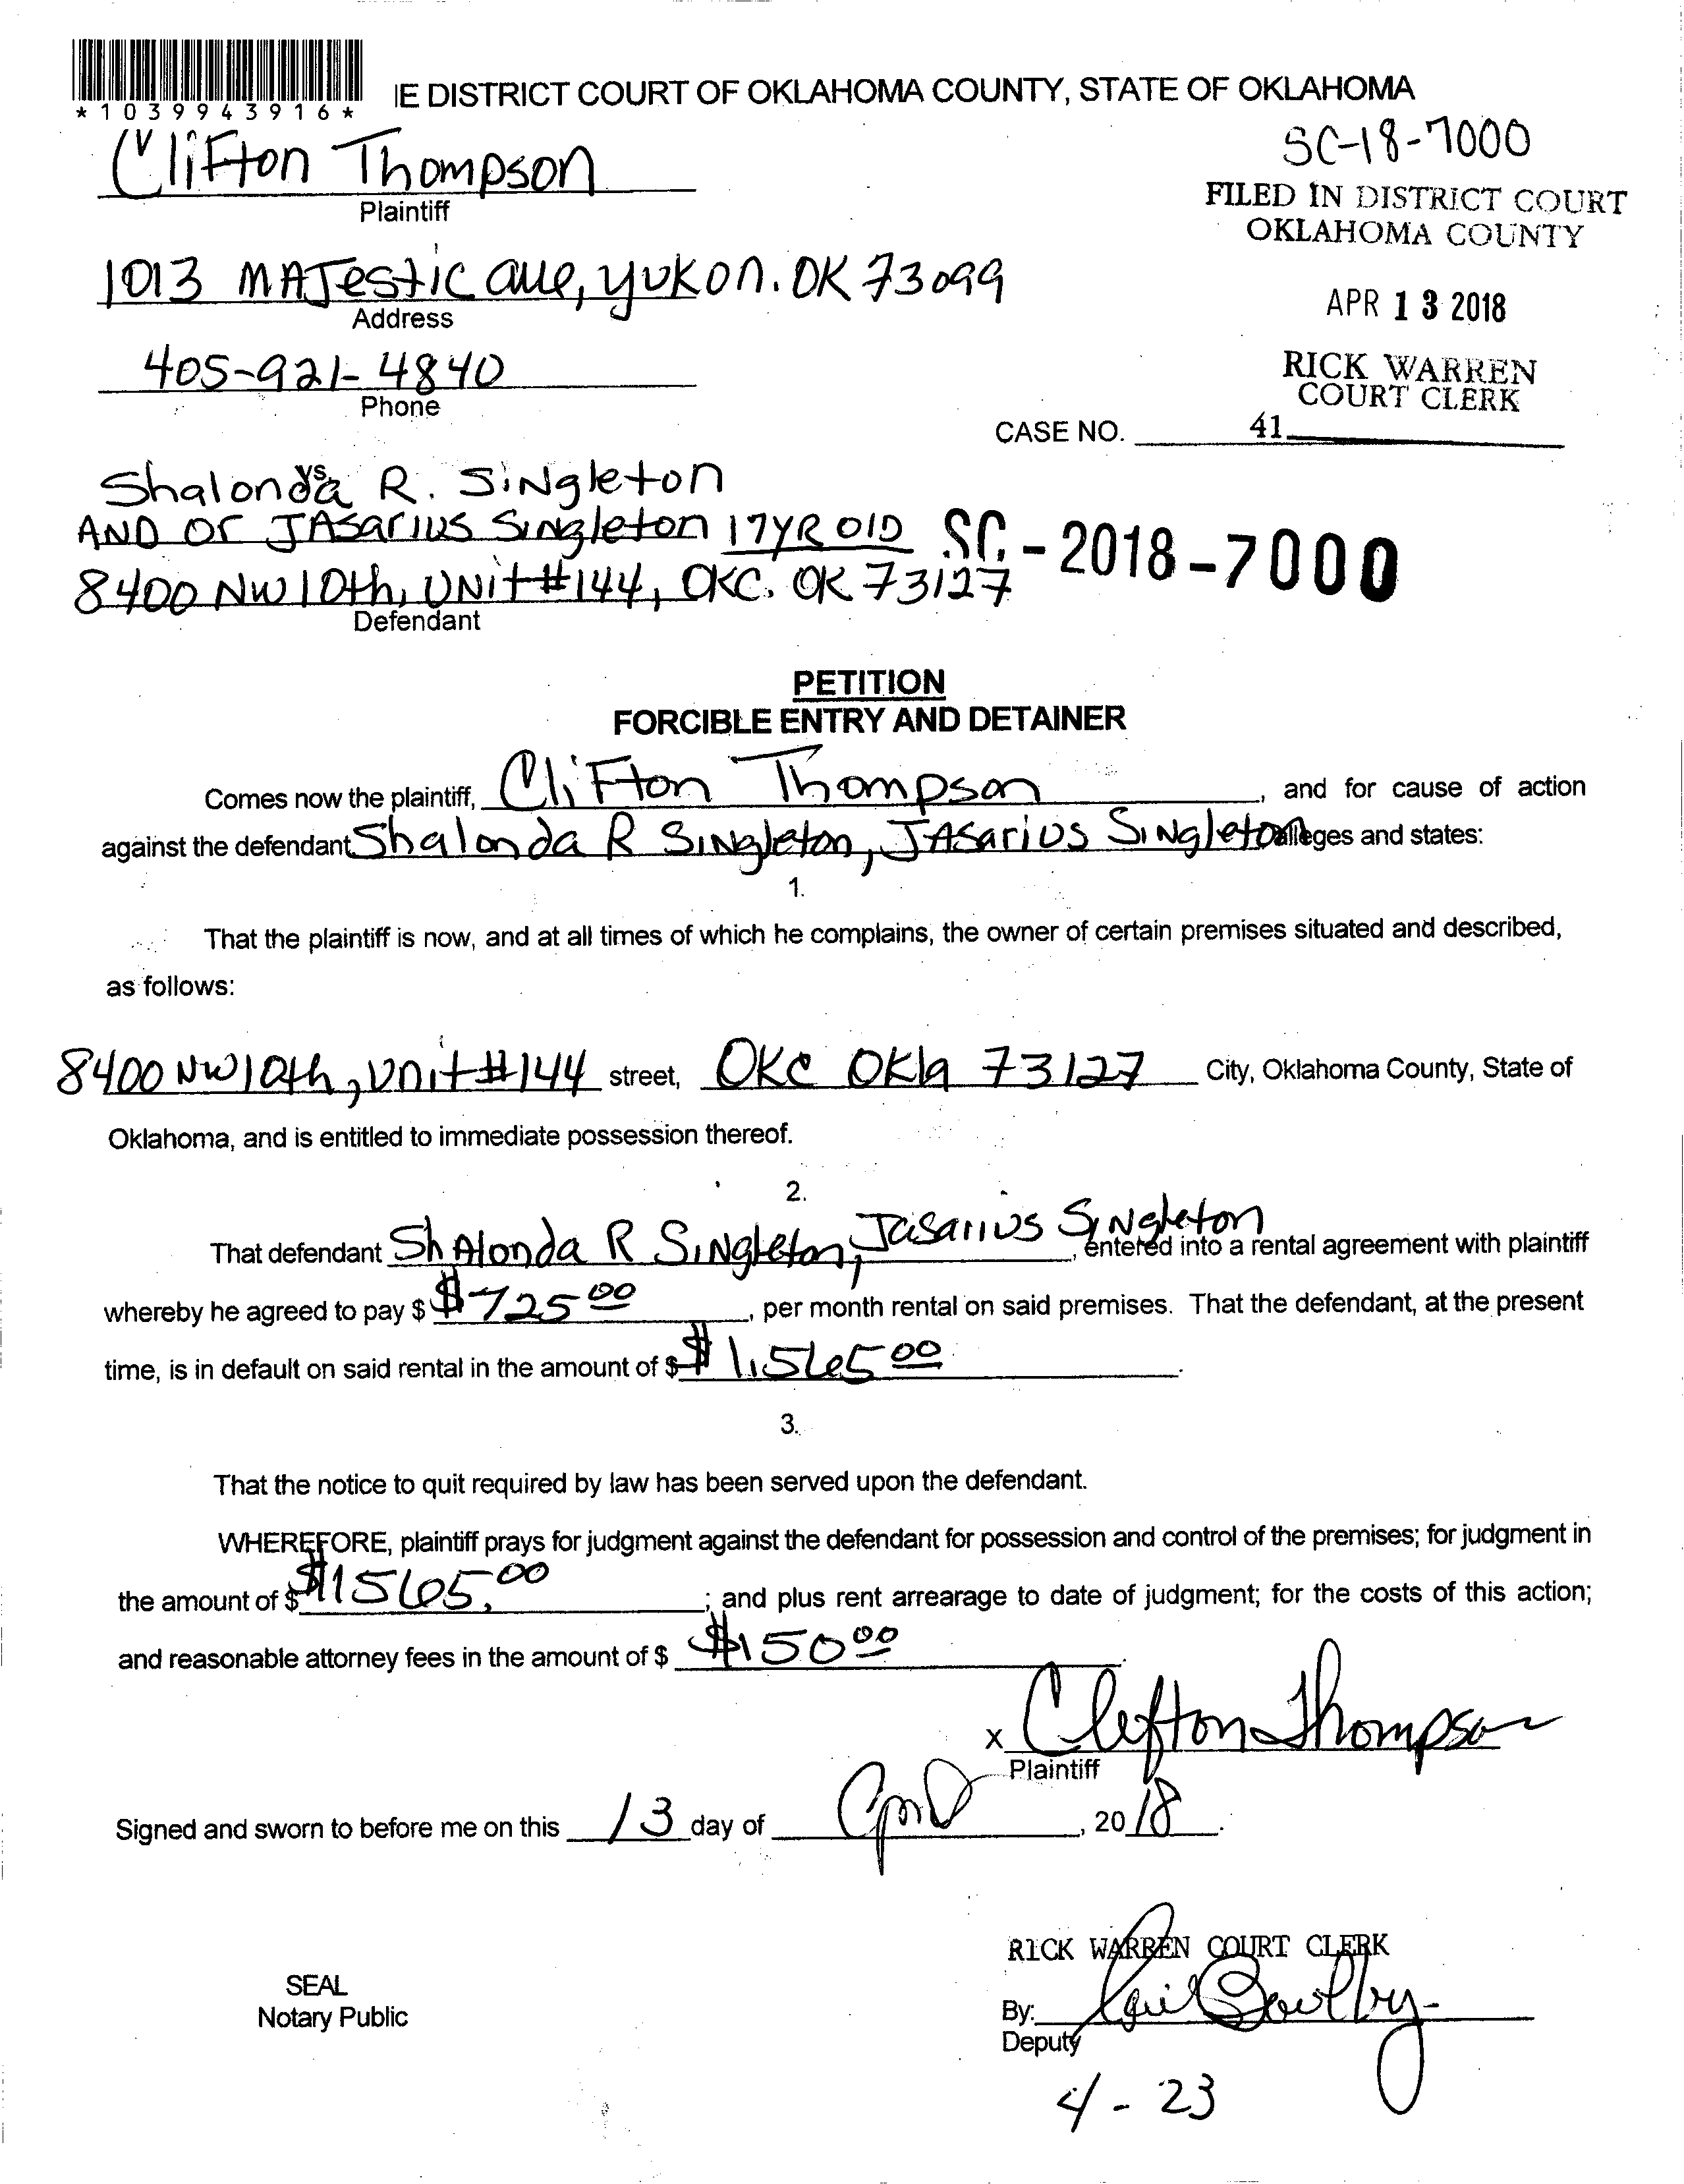 *1039943916*
IE DISTRICT COURT OF OKLAHOMA COUNTY, STATE OF OKLAHOMA
SC-18-7000
Clifton Thompson
Plaintiff
FILED IN DISTRICT COURT
OKLAHOMA COUNTY
1013 MAJestic ave, yukon. OK 73099
Address
APR 13 2018
405-921-4840
Phone
RICK WARREN
COURT CLERK
CASE NO. 41
vs.
Shalonda R. Singleton
AND or JAsarius Singleton 17YR OlD
SC-2018-7000
8400 NW 10th, UNit #144, OKC. OK 73127
Defendant
PETITION
FORCIBLE ENTRY AND DETAINER
Comes now the plaintiff, CliFton Thompson, and for cause of action
against the defendant Shalonda R Singleton, JAsarius Singleton alleges and states:
1.
That the plaintiff is now, and at all times of which he complains, the owner of certain premises situated and described,
as follows:
8400 NW 10th, Unit #144 street, OKC Okla 73127 City, Oklahoma County, State of
Oklahoma, and is entitled to immediate possession thereof.
2.
That defendant ShAlonda R Singleton, Jasarius Singleton, entered into a rental agreement with plaintiff
whereby he agreed to pay $ $725 00, per month rental on said premises. That the defendant, at the present
time, is in default on said rental in the amount of $ $1,565 00.
3.
That the notice to quit required by law has been served upon the defendant.
WHEREFORE, plaintiff prays for judgment against the defendant for possession and control of the premises; for judgment in
the amount of $ $1565.00; and plus rent arrearage to date of judgment; for the costs of this action;
and reasonable attorney fees in the amount of $ $150 00.
x Clifton Thompson
Plaintiff
Signed and sworn to before me on this 13 day of April, 2018.
RICK WARREN COURT CLERK
SEAL
Notary Public
By:
Deputy
4-23